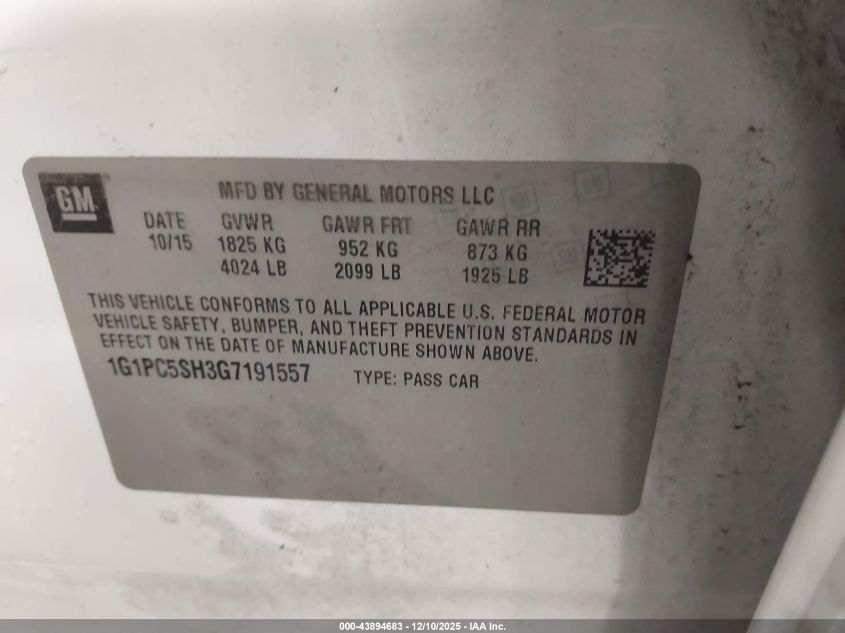 GM
MFD BY GENERAL MOTORS LLC
DATE GVWR GAWR FRT GAWR RR
10/15 1825 KG 952 KG 873 KG
4024 LB 2099 LB 1925 LB
THIS VEHICLE CONFORMS TO ALL APPLICABLE U.S. FEDERAL MOTOR
VEHICLE SAFETY, BUMPER, AND THEFT PREVENTION STANDARDS IN
EFFECT ON THE DATE OF MANUFACTURE SHOWN ABOVE.
1G1PC5SH3G7191557 TYPE: PASS CAR
000-43894683 - 12/10/2025 - IAA Inc.